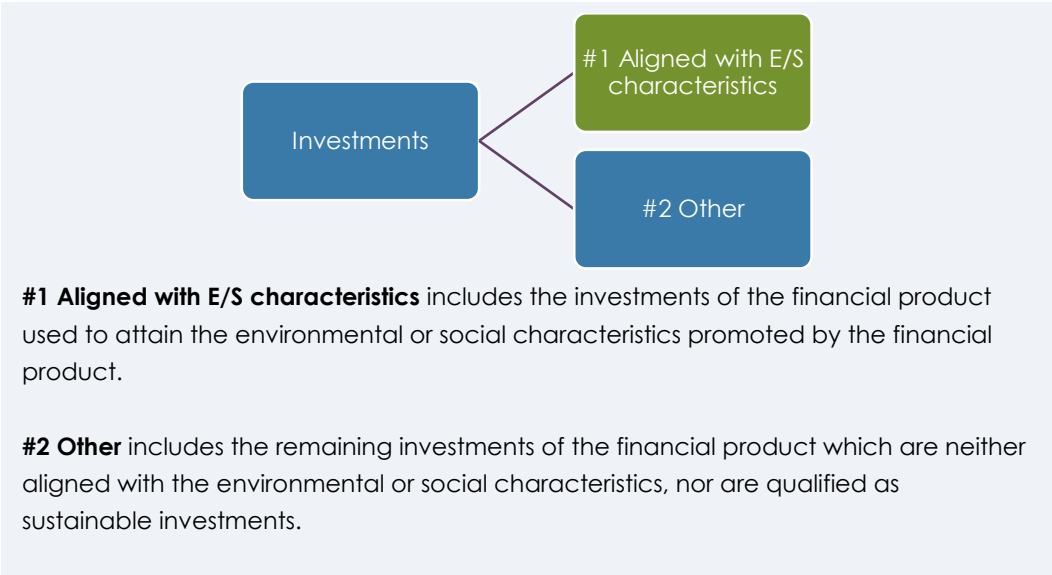 #1 Aligned with E/S
characteristics
Investments
#2 Other
#1 Aligned with E/S characteristics includes the investments of the financial product
used to attain the environmental or social characteristics promoted by the financial
product.
#2 Other includes the remaining investments of the financial product which are neither
aligned with the environmental or social characteristics, nor are qualified as
sustainable investments.